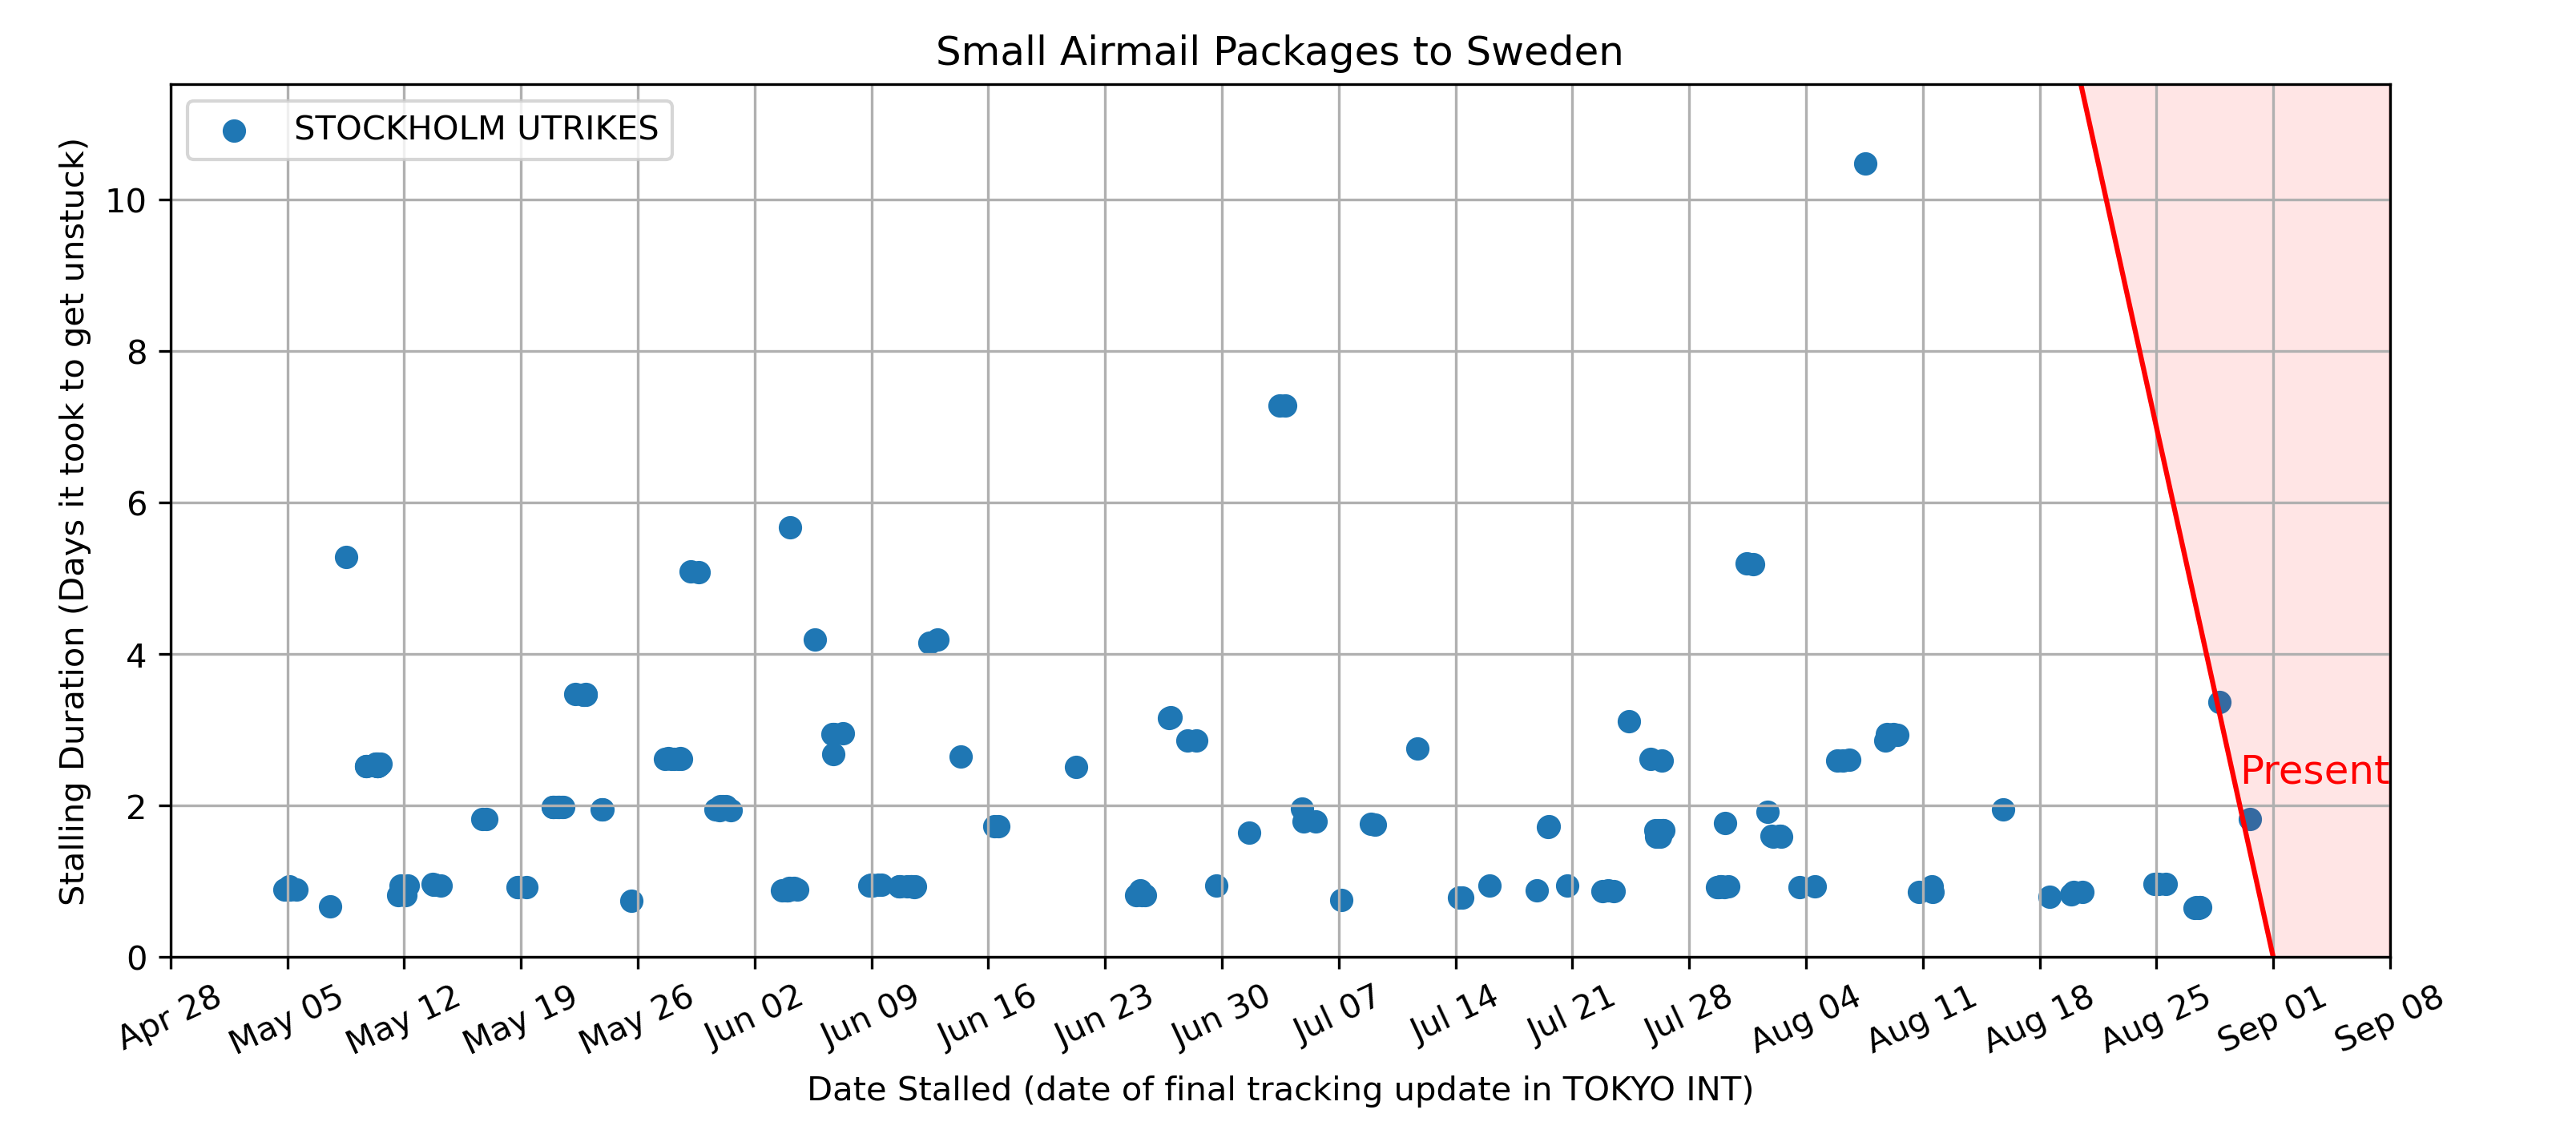 Small Airmail Packages to Sweden
STOCKHOLM UTRIKES
Stalling Duration (Days it took to get unstuck)
10
8
6
4
2
0
Present
Apr 28
May 05
May 12
May 19
May 26
Jun 02
Jun 09
Jun 16
Jun 23
Jun 30
Jul 07
Jul 14
Jul 21
Jul 28
Aug 04
Aug 11
Aug 18
Aug 25
Sep 01
Sep 08
Date Stalled (date of final tracking update in TOKYO INT)